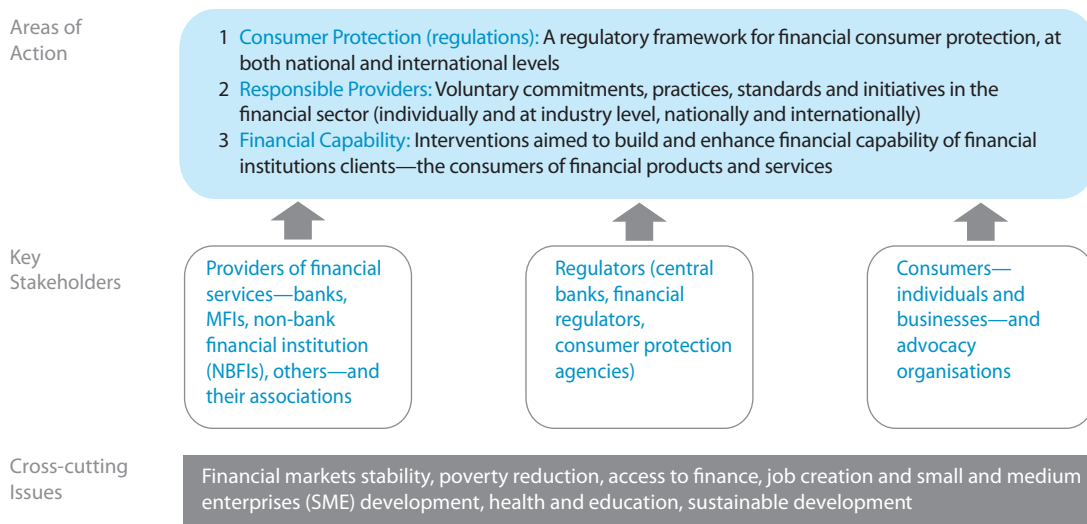 Areas of
Action
1 Consumer Protection (regulations): A regulatory framework for financial consumer protection, at
both national and international levels
2 Responsible Providers: Voluntary commitments, practices, standards and initiatives in the
financial sector (individually and at industry level, nationally and internationally)
3 Financial Capability: Interventions aimed to build and enhance financial capability of financial
institutions clients—the consumers of financial products and services
Key
Stakeholders
Providers of financial
services—banks,
MFIs, non-bank
financial institution
(NBFIs), others—and
their associations
Regulators (central
banks, financial
regulators,
consumer protection
agencies)
Consumers—
individuals and
businesses—and
advocacy
organisations
Cross-cutting
Issues
Financial markets stability, poverty reduction, access to finance, job creation and small and medium
enterprises (SME) development, health and education, sustainable development